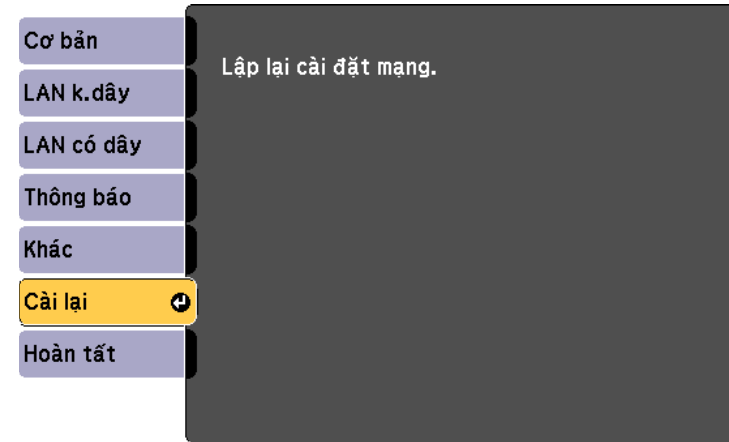 Cơ bản
LAN k.dây
LAN có dây
Thông báo
Khác
Cài lại
Hoàn tất
Lập lại cài đặt mạng.